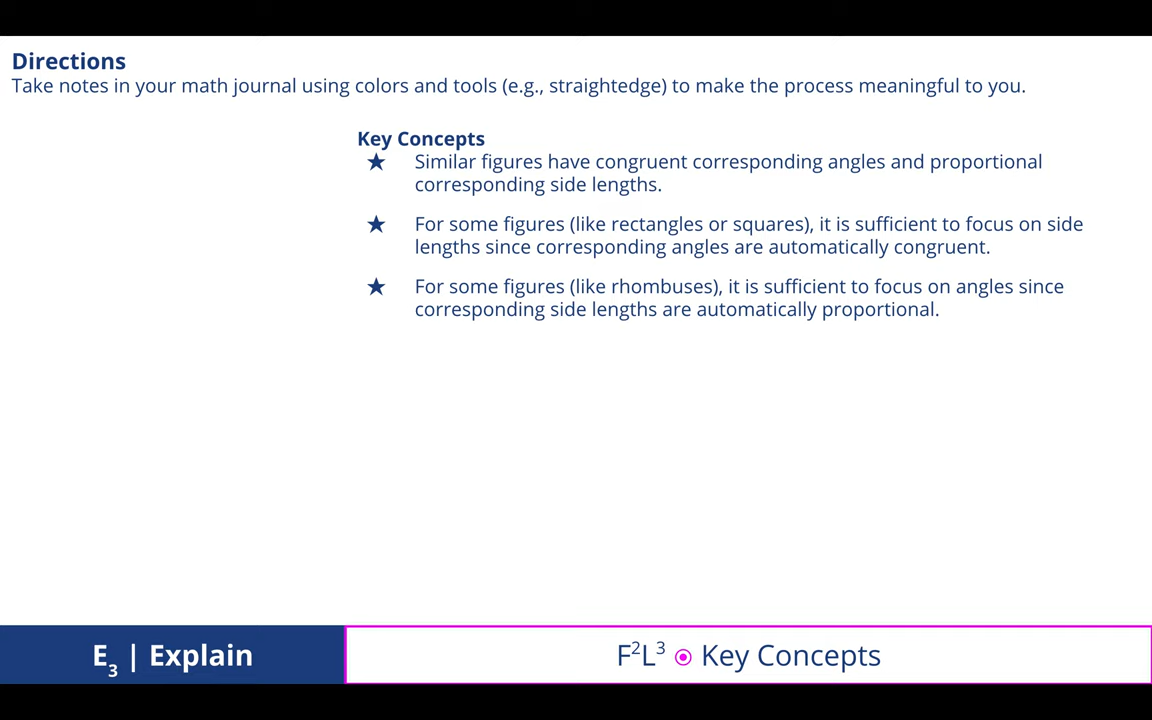 Directions
Take notes in your math journal using colors and tools (e.g., straightedge) to make the process meaningful to you.
Key Concepts
★ Similar figures have congruent corresponding angles and proportional
corresponding side lengths.
★ For some figures (like rectangles or squares), it is sufficient to focus on side
lengths since corresponding angles are automatically congruent.
★ For some figures (like rhombuses), it is sufficient to focus on angles since
corresponding side lengths are automatically proportional.
E₃ | Explain
F²L³ ⦿ Key Concepts